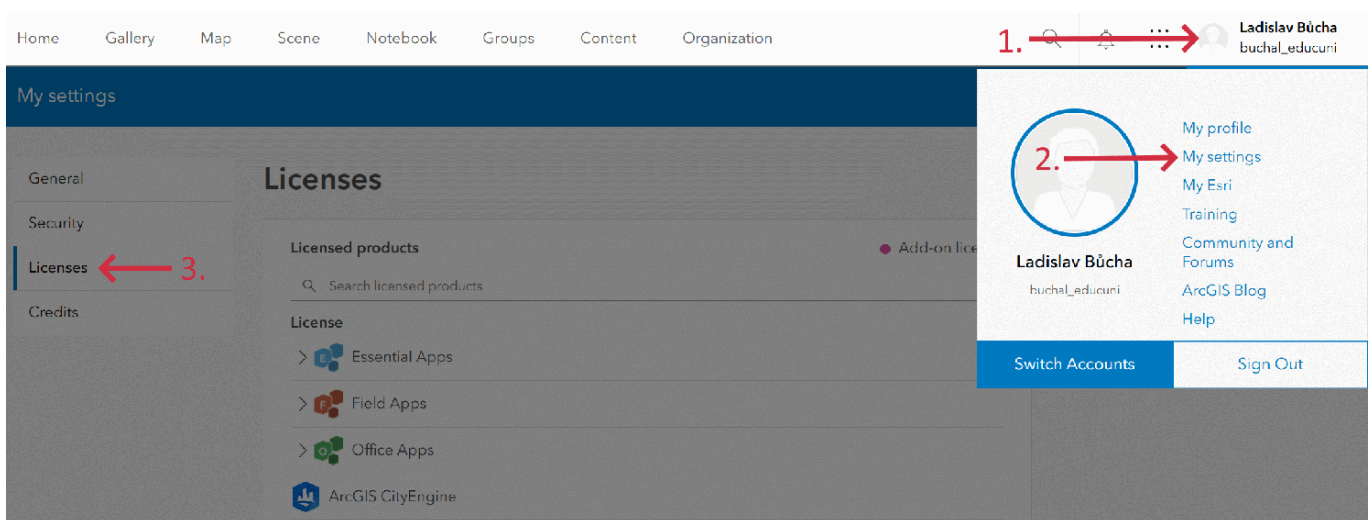 Home Gallery Map Scene Notebook Groups Content Organization
1.
Ladislav Bůcha
buchal_educuni
My settings
General
Security
Licenses
3.
Credits
Licenses
Licensed products
Add-on lice
Search licensed products
License
Essential Apps
Field Apps
Office Apps
ArcGIS CityEngine
2.
Ladislav Bůcha
buchal_educuni
My profile
My settings
My Esri
Training
Community and
Forums
ArcGIS Blog
Help
Switch Accounts
Sign Out